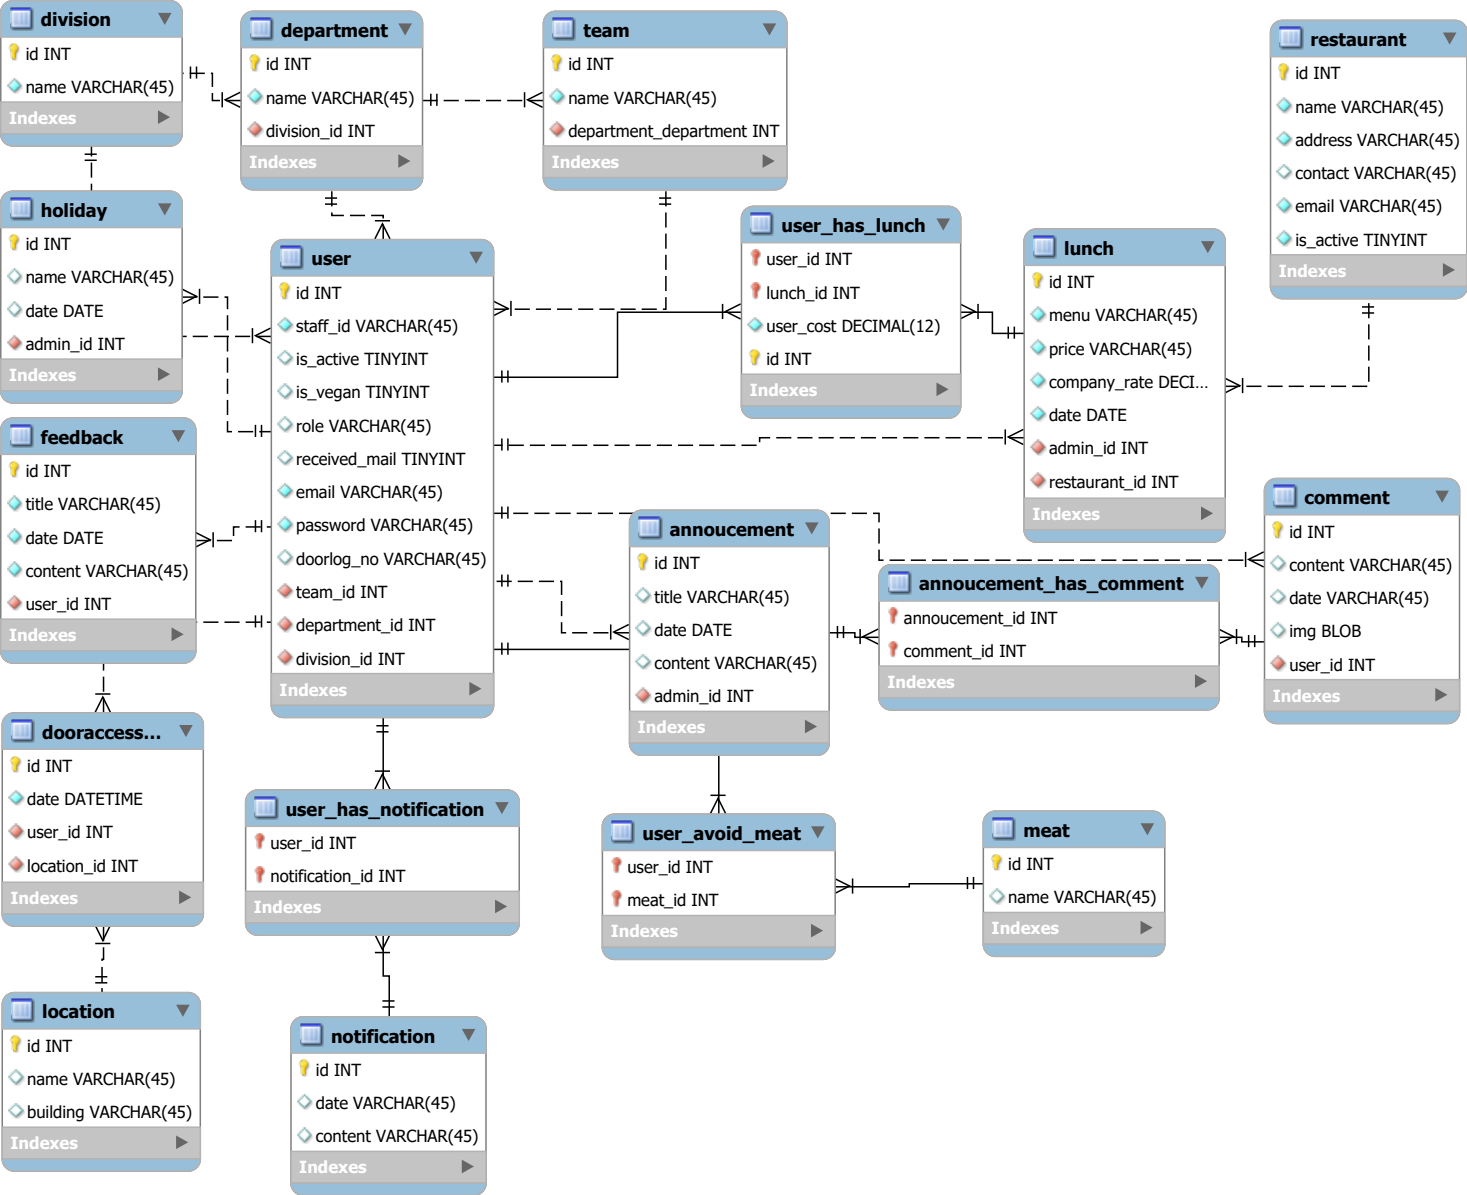 division
id INT
name VARCHAR(45)
Indexes
department
id INT
name VARCHAR(45)
division_id INT
Indexes
team
id INT
name VARCHAR(45)
department_department INT
Indexes
restaurant
id INT
name VARCHAR(45)
address VARCHAR(45)
contact VARCHAR(45)
email VARCHAR(45)
is_active TINYINT
Indexes
holiday
id INT
name VARCHAR(45)
date DATE
admin_id INT
Indexes
user
id INT
staff_id VARCHAR(45)
is_active TINYINT
is_vegan TINYINT
role VARCHAR(45)
received_mail TINYINT
email VARCHAR(45)
password VARCHAR(45)
doorlog_no VARCHAR(45)
team_id INT
department_id INT
division_id INT
Indexes
user_has_lunch
user_id INT
lunch_id INT
user_cost DECIMAL(12)
id INT
Indexes
lunch
id INT
menu VARCHAR(45)
price VARCHAR(45)
company_rate DECI...
date DATE
admin_id INT
restaurant_id INT
Indexes
feedback
id INT
title VARCHAR(45)
date DATE
content VARCHAR(45)
user_id INT
Indexes
annoucement
id INT
title VARCHAR(45)
date DATE
content VARCHAR(45)
admin_id INT
Indexes
annoucement_has_comment
annoucement_id INT
comment_id INT
Indexes
comment
id INT
content VARCHAR(45)
date VARCHAR(45)
img BLOB
user_id INT
Indexes
dooraccess...
id INT
date DATETIME
user_id INT
location_id INT
Indexes
user_has_notification
user_id INT
notification_id INT
Indexes
user_avoid_meat
user_id INT
meat_id INT
Indexes
meat
id INT
name VARCHAR(45)
Indexes
location
id INT
name VARCHAR(45)
building VARCHAR(45)
Indexes
notification
id INT
date VARCHAR(45)
content VARCHAR(45)
Indexes